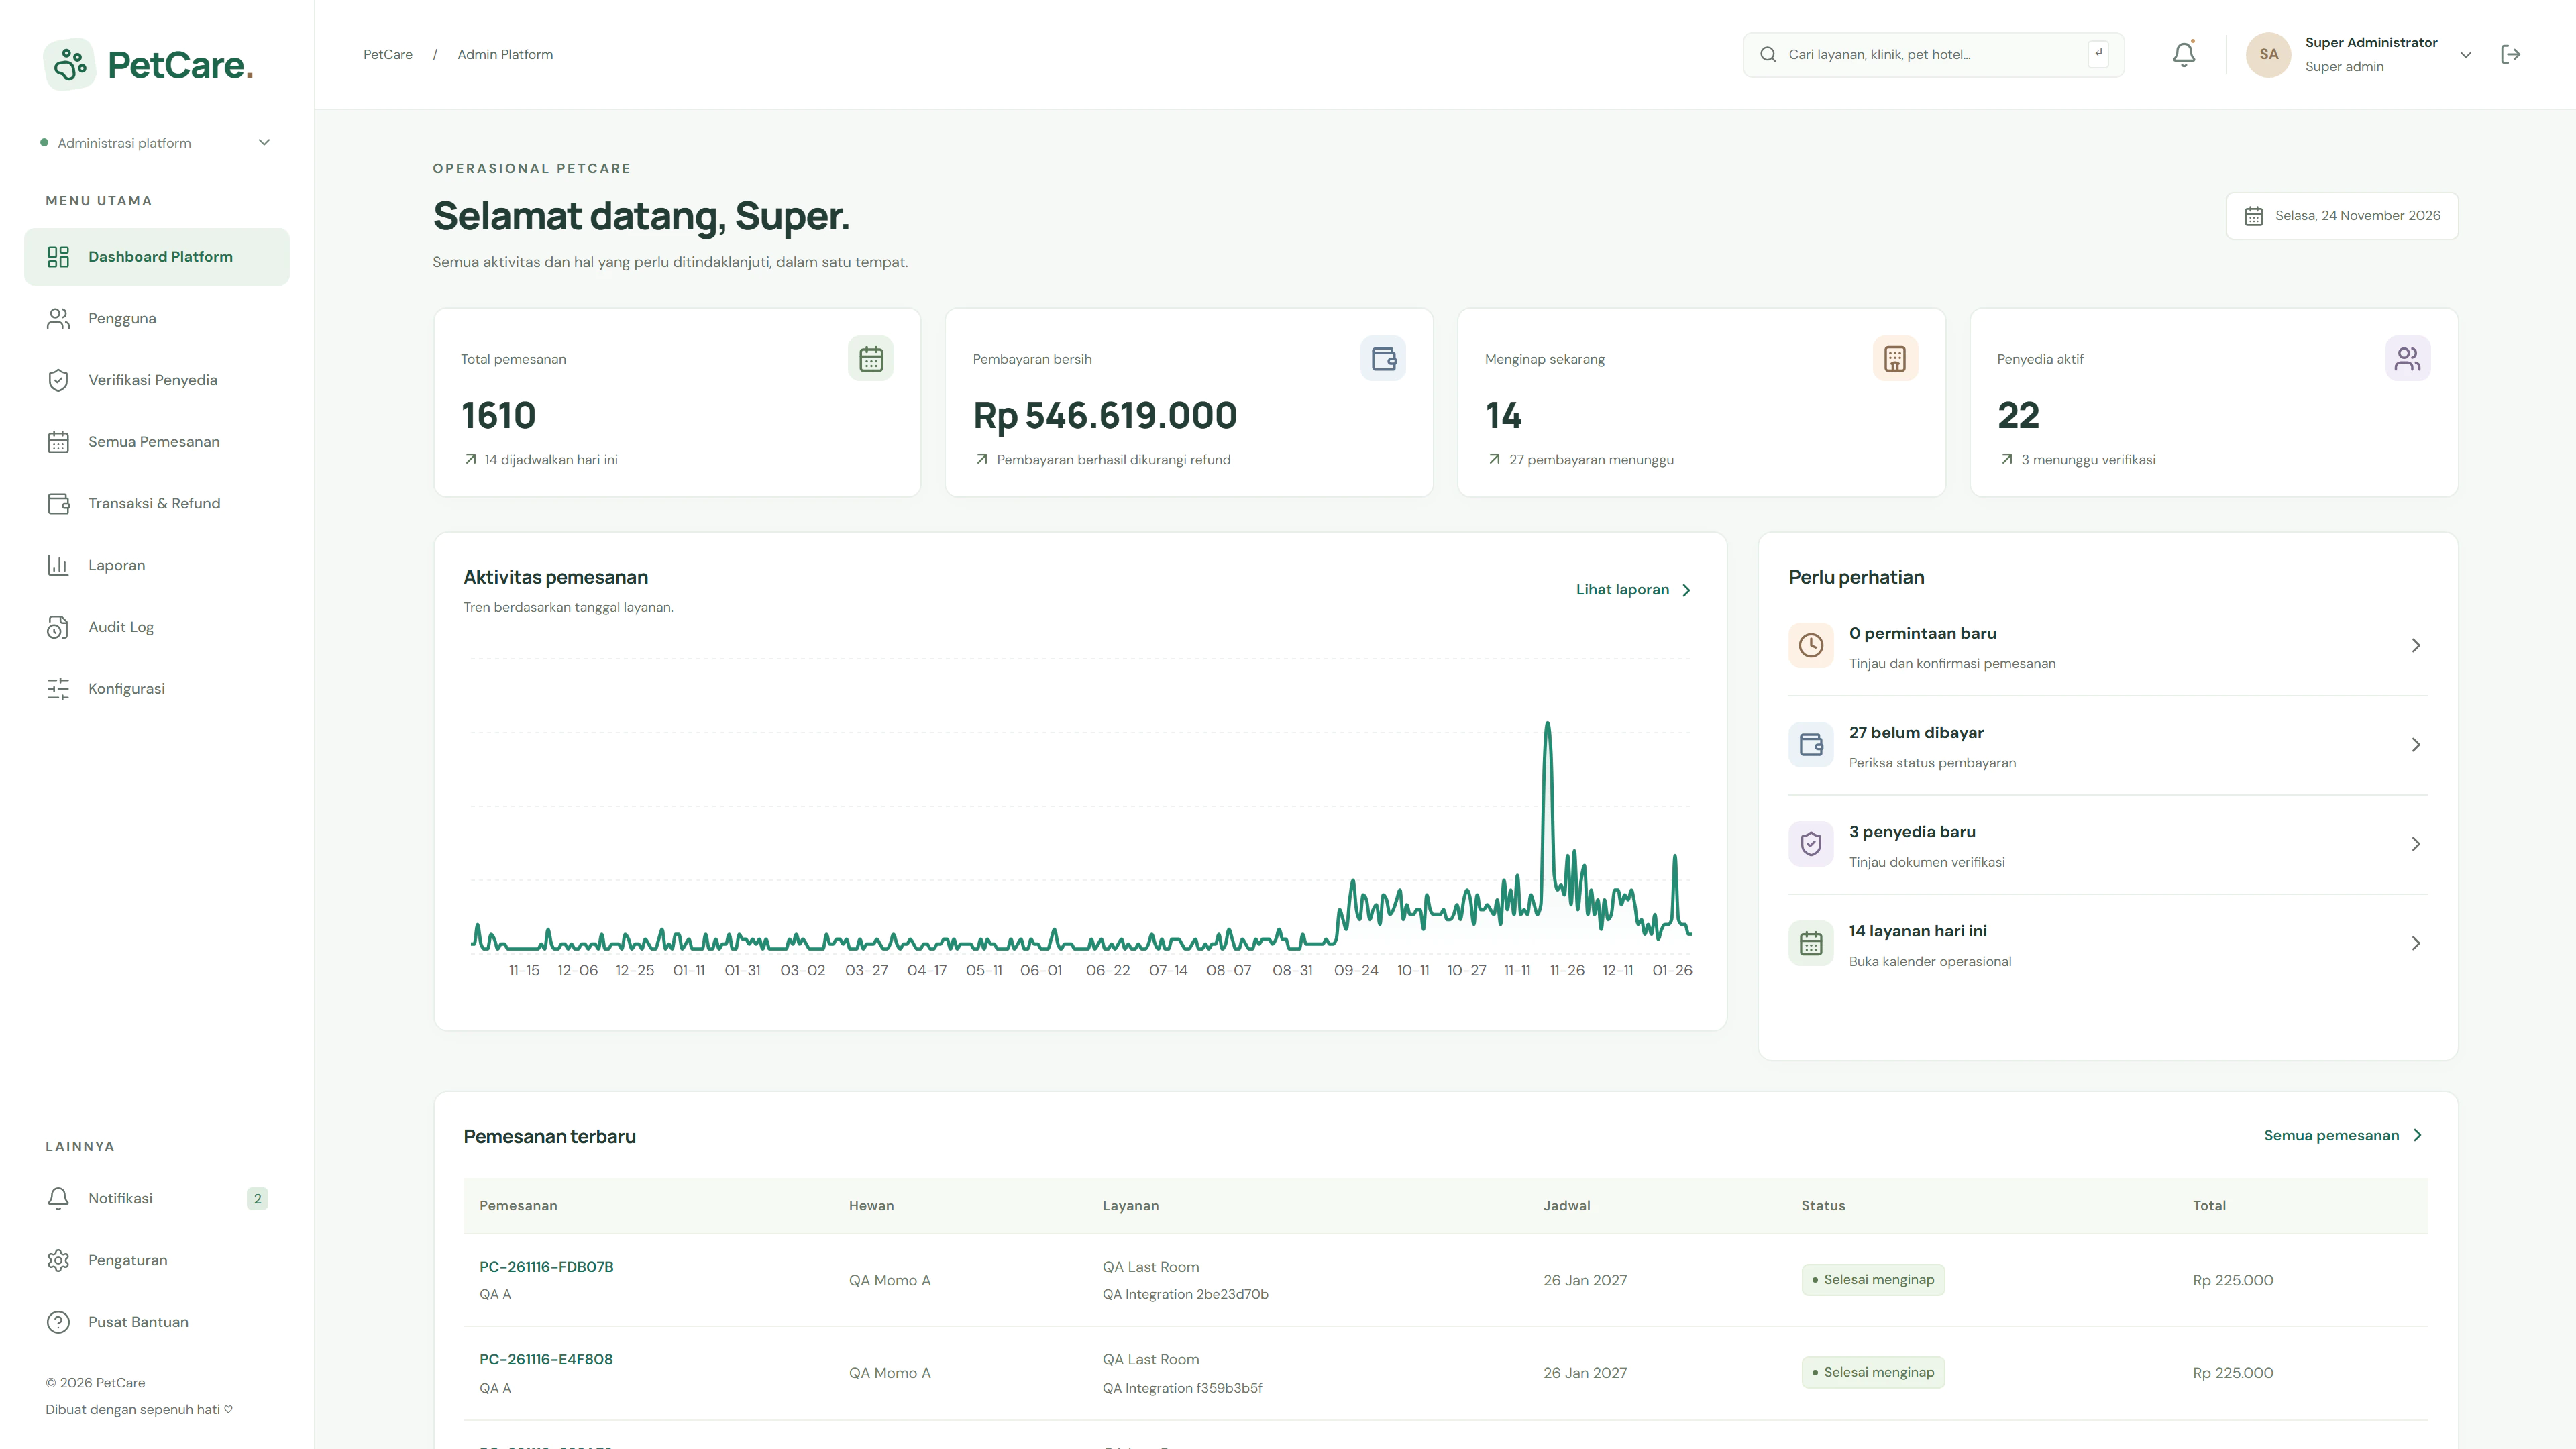 PetCare.
Administrasi platform
MENU UTAMA
Dashboard Platform
Pengguna
Verifikasi Penyedia
Semua Pemesanan
Transaksi & Refund
Laporan
Audit Log
Konfigurasi
LAINNYA
Notifikasi 2
Pengaturan
Pusat Bantuan
© 2026 PetCare
Dibuat dengan sepenuh hati ♡
PetCare / Admin Platform
Cari layanan, klinik, pet hotel...
SA
Super Administrator
Super admin
OPERASIONAL PETCARE
Selamat datang, Super.
Semua aktivitas dan hal yang perlu ditindaklanjuti, dalam satu tempat.
Selasa, 24 November 2026
Total pemesanan
1610
14 dijadwalkan hari ini
Pembayaran bersih
Rp 546.619.000
Pembayaran berhasil dikurangi refund
Menginap sekarang
14
27 pembayaran menunggu
Penyedia aktif
22
3 menunggu verifikasi
Aktivitas pemesanan
Tren berdasarkan tanggal layanan.
Lihat laporan
11-15 12-06 12-25 01-11 01-31 03-02 03-27 04-17 05-11 06-01 06-22 07-14 08-07 08-31 09-24 10-11 10-27 11-11 11-26 12-11 01-26
Perlu perhatian
0 permintaan baru
Tinjau dan konfirmasi pemesanan
27 belum dibayar
Periksa status pembayaran
3 penyedia baru
Tinjau dokumen verifikasi
14 layanan hari ini
Buka kalender operasional
Pemesanan terbaru
Semua pemesanan
Pemesanan Hewan Layanan Jadwal Status Total
PC-261116-FDB07B
QA A
QA Momo A
QA Last Room
QA Integration 2be23d70b
26 Jan 2027
Selesai menginap
Rp 225.000
PC-261116-E4F808
QA A
QA Momo A
QA Last Room
QA Integration f359b3b5f
26 Jan 2027
Selesai menginap
Rp 225.000